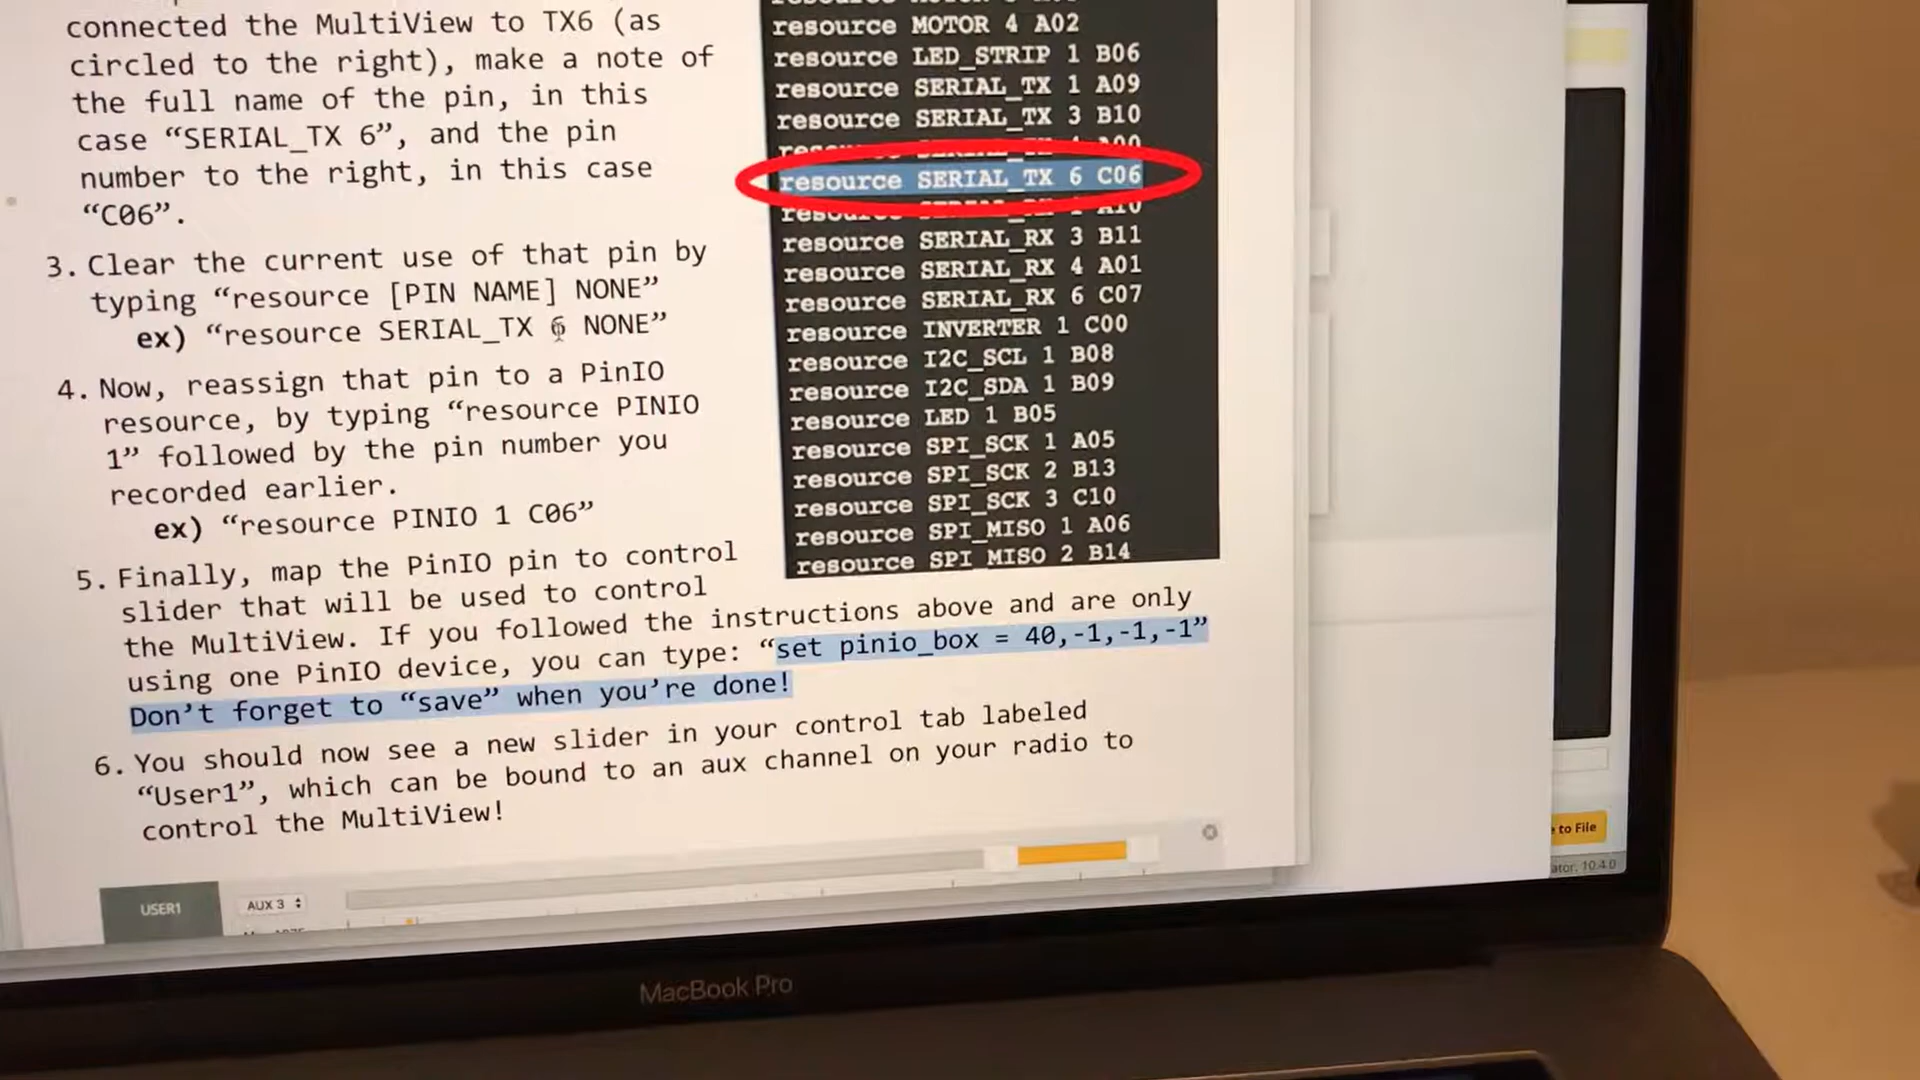 connected the MultiView to TX6 (as
circled to the right), make a note of
the full name of the pin, in this
case “SERIAL_TX 6”, and the pin
number to the right, in this case
“C06”.
3. Clear the current use of that pin by
typing “resource [PIN NAME] NONE”
ex) “resource SERIAL_TX 6 NONE”
4. Now, reassign that pin to a PinIO
resource, by typing “resource PINIO
1” followed by the pin number you
recorded earlier.
ex) “resource PINIO 1 C06”
5. Finally, map the PinIO pin to control
slider that will be used to control
the MultiView. If you followed the instructions above and are only
using one PinIO device, you can type: “set pinio_box = 40,-1,-1,-1”
Don’t forget to “save” when you’re done!
6. You should now see a new slider in your control tab labeled
“User1”, which can be bound to an aux channel on your radio to
control the MultiView!
resource MOTOR 4 A02
resource LED_STRIP 1 B06
resource SERIAL_TX 1 A09
resource SERIAL_TX 3 B10
resource SERIAL_TX 6 C06
resource SERIAL_RX 3 B11
resource SERIAL_RX 4 A01
resource SERIAL_RX 6 C07
resource INVERTER 1 C00
resource I2C_SCL 1 B08
resource I2C_SDA 1 B09
resource LED 1 B05
resource SPI_SCK 1 A05
resource SPI_SCK 2 B13
resource SPI_SCK 3 C10
resource SPI_MISO 1 A06
resource SPI_MISO 2 B14
USER1
AUX 3
to File
10.4.0
MacBook Pro